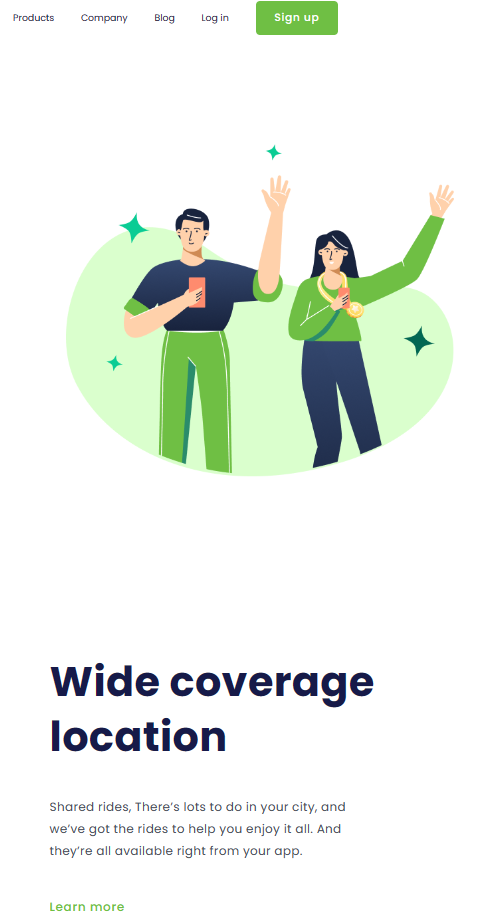 Products Company Blog Log in Sign up
Wide coverage
location
Shared rides, There’s lots to do in your city, and
we’ve got the rides to help you enjoy it all. And
they’re all available right from your app.
Learn more